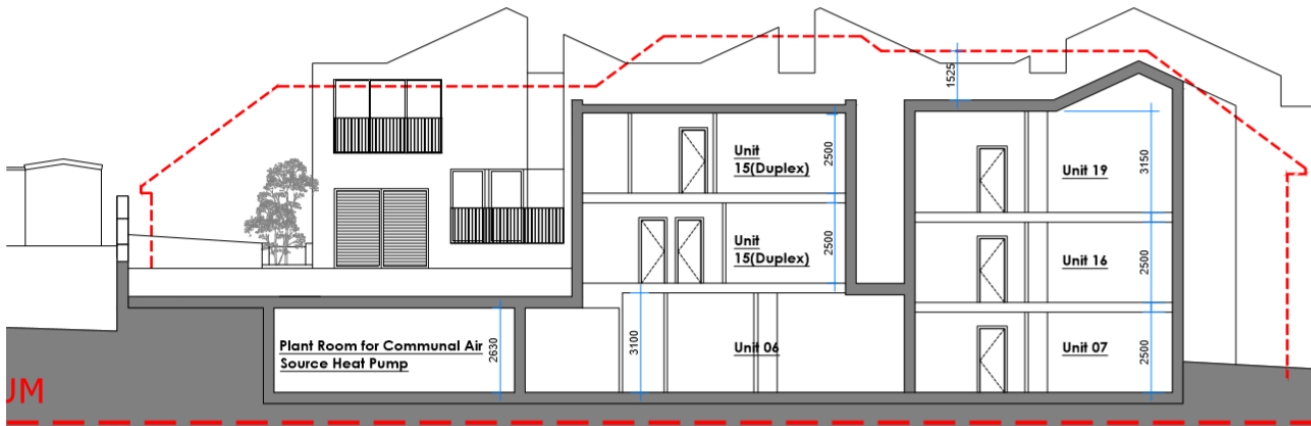 1525
Unit
15(Duplex)
2500
Unit 19
3150
Unit
15(Duplex)
2500
Unit 16
2500
Plant Room for Communal Air
Source Heat Pump
2630
3100
Unit 06
Unit 07
2500
UM